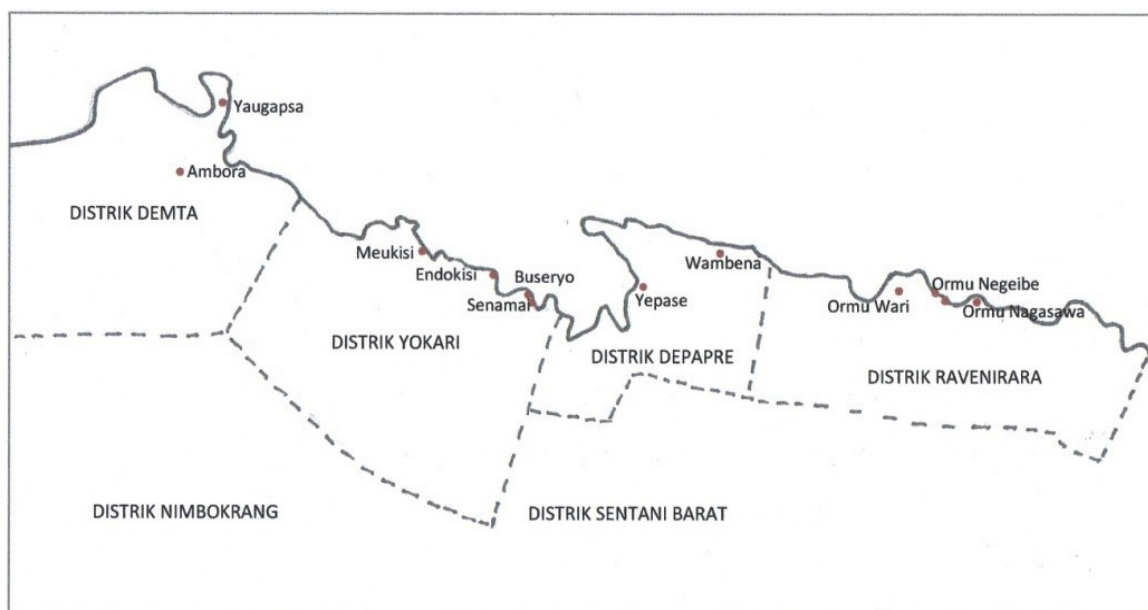 Yaugapsa
Ambora
DISTRIK DEMTA
Meukisi
Endokisi
Buseryo
Senamai
DISTRIK YOKARI
Wambena
Yepase
DISTRIK DEPAPRE
Ormu Negeibe
Ormu Wari
Ormu Nagasawa
DISTRIK RAVENIRARA
DISTRIK NIMBOKRANG
DISTRIK SENTANI BARAT